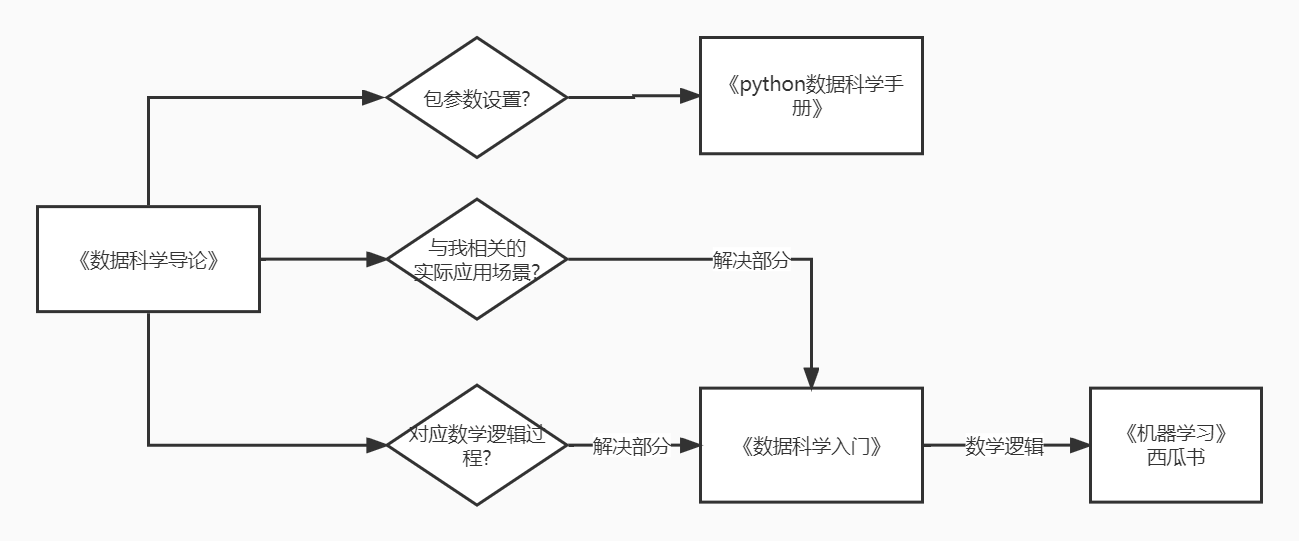 包参数设置?
《python数据科学手
册》
《数据科学导论》
与我相关的
实际应用场景?
解决部分
对应数学逻辑过
程?
解决部分
《数据科学入门》
数学逻辑
《机器学习》
西瓜书